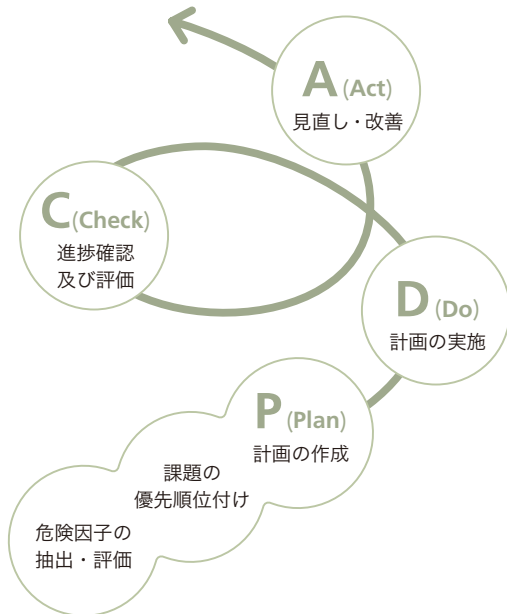 A (Act)
見直し・改善
C (Check)
進捗確認
及び評価
D (Do)
計画の実施
P (Plan)
計画の作成
課題の
優先順位付け
危険因子の
抽出・評価